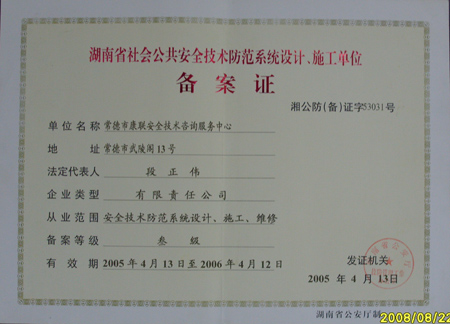 湖南省社会公共安全技术防范系统设计、施工单位
备案证
湘公防(备)证字53031号
单位名称 常德市康联安全技术咨询服务中心
地址 常德市武陵阁13号
法定代表人 段正伟
企业类型 有限责任公司
从业范围 安全技术防范系统设计、施工、维修
备案等级 叁级
有效期 2005年4月13日至2006年4月12日
发证机关
2005年4月13日
湖南省公安厅制
2008/08/22